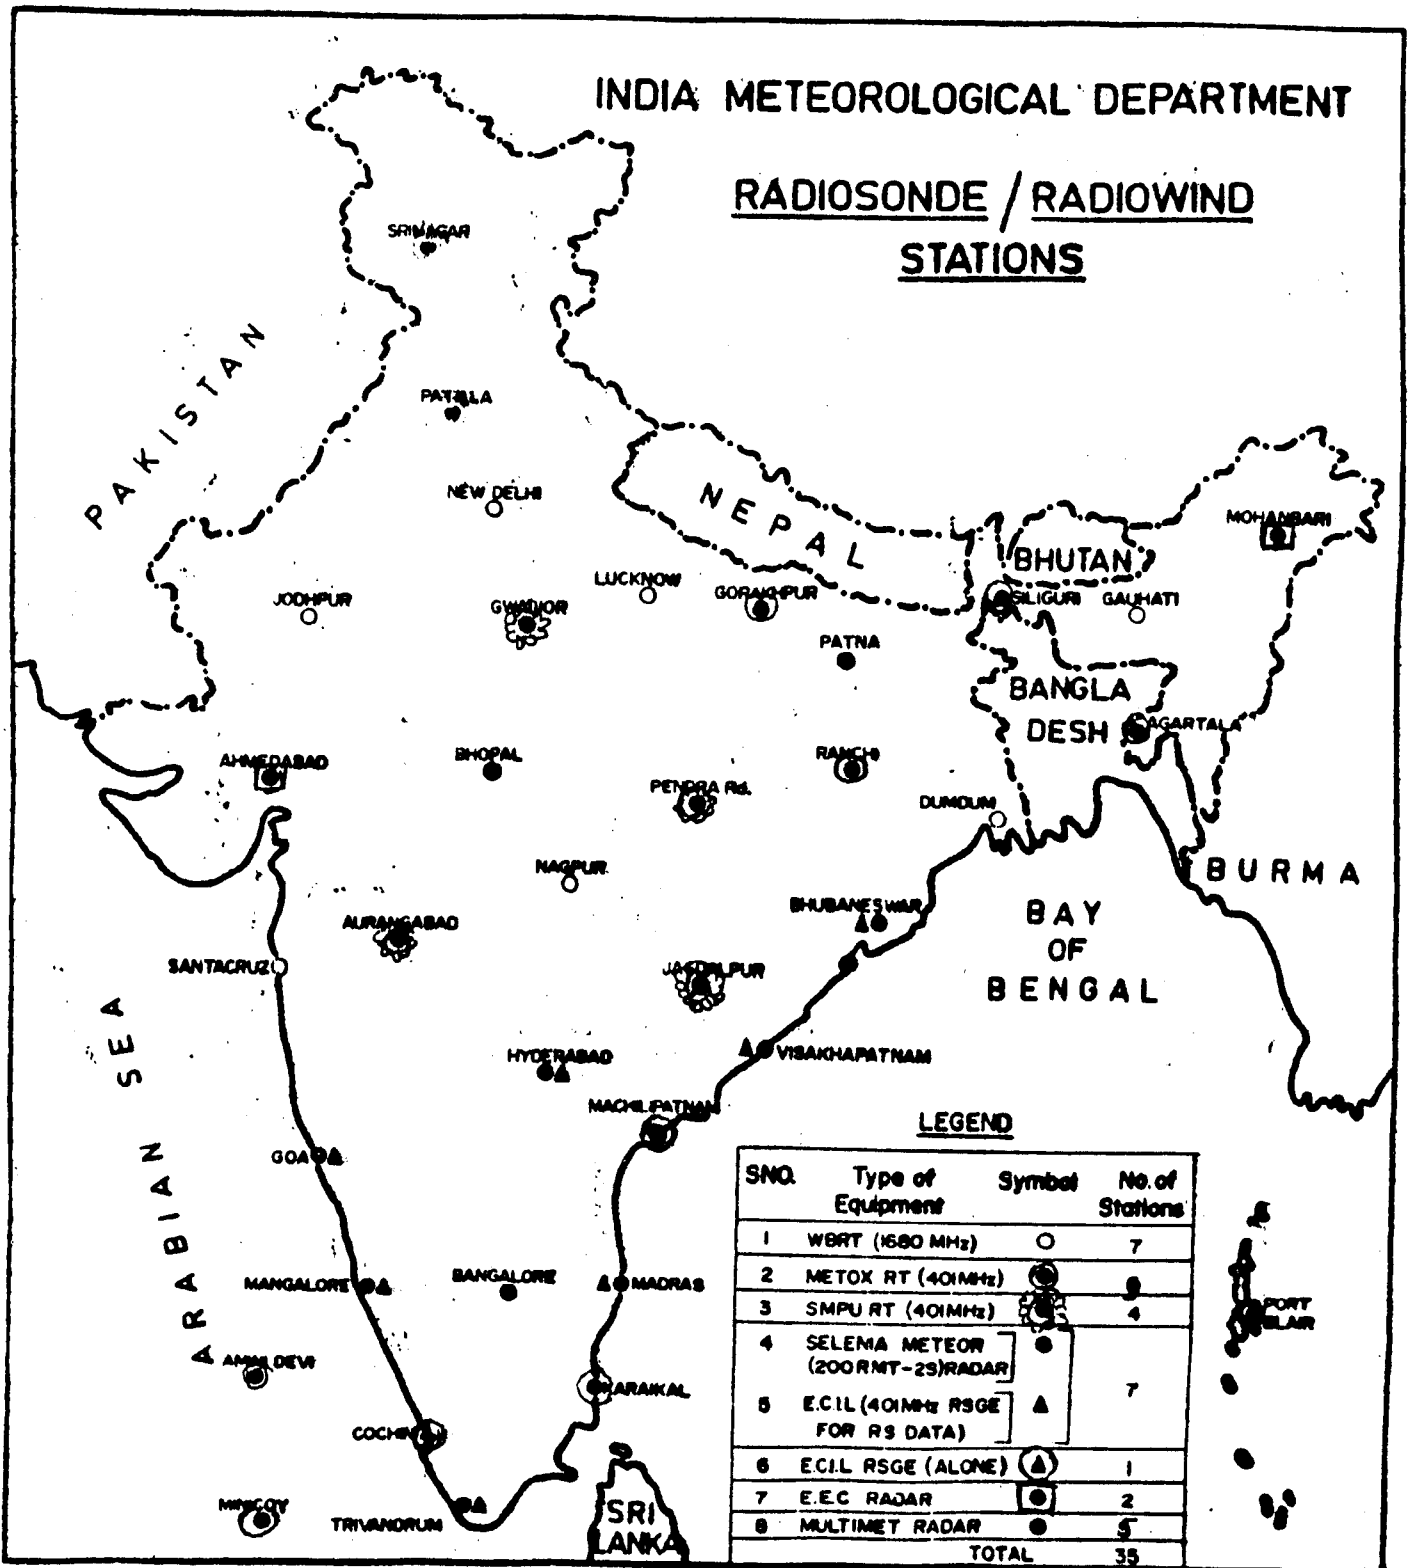 INDIA METEOROLOGICAL DEPARTMENT
RADIOSONDE / RADIOWIND
STATIONS
SRINAGAR
PAKISTAN
PATIALA
NEW DELHI
NEPAL
MOHANBARI
BHUTAN
JODHPUR
LUCKNOW
GWALIOR
GORAKHPUR
SILIGURI
GAUHATI
PATNA
BANGLA
DESH
AGARTALA
AHMEDABAD
BHOPAL
RANCHI
PENDRA Rd.
DUMDUM
NAGPUR
BURMA
BHUBANESWAR
AURANGABAD
BAY
OF
BENGAL
SANTACRUZ
JAGDALPUR
ARABIAN SEA
HYDERABAD
VISAKHAPATNAM
MACHILIPATNAM
GOA
MANGALORE
BANGALORE
MADRAS
AMINI DEVI
KARAIKAL
COCHIN
MINICOY
TRIVANDRUM
SRI
LANKA
PORT
BLAIR
LEGEND
SNO. Type of Equipment Symbol No. of Stations
1 WBRT (1680 MHz) 7
2 METOX RT (401MHz) 9
3 SMPU RT (401MHz) 4
4 SELENIA METEOR
(200RMT-2S)RADAR
7
5 E.C.I.L (401MHz RSGE
FOR RS DATA)
6 E.C.I.L RSGE (ALONE) 1
7 E.E.C RADAR 2
8 MULTIMET RADAR 5
TOTAL 35